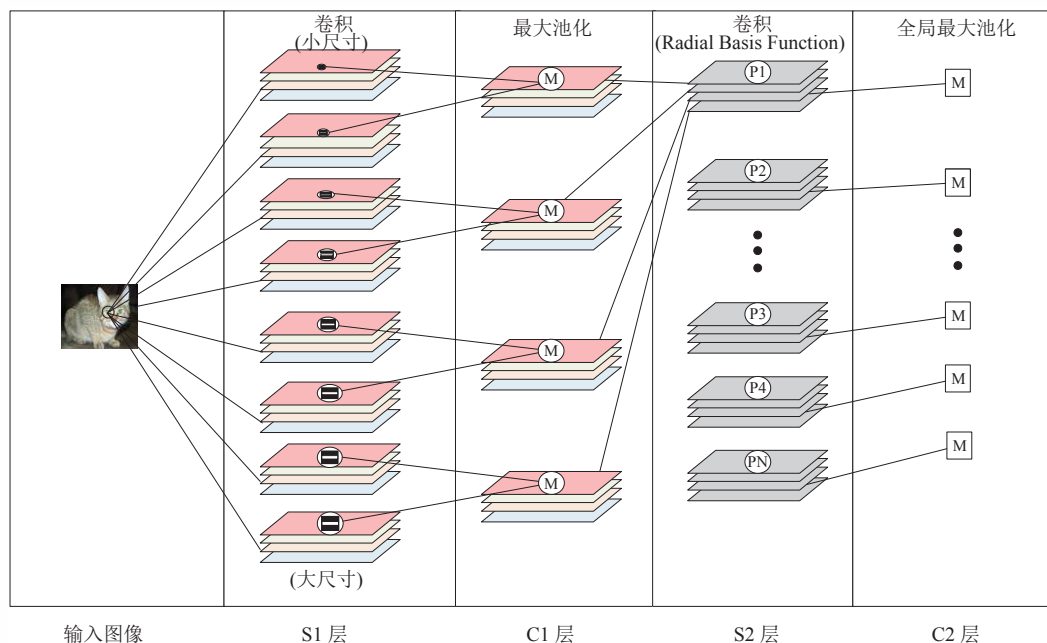 卷积
(小尺寸)
最大池化
卷积
(Radial Basis Function)
全局最大池化
M
M
M
M
P1
P2
P3
P4
PN
M
M
M
M
M
(大尺寸)
输入图像
S1 层
C1 层
S2 层
C2 层